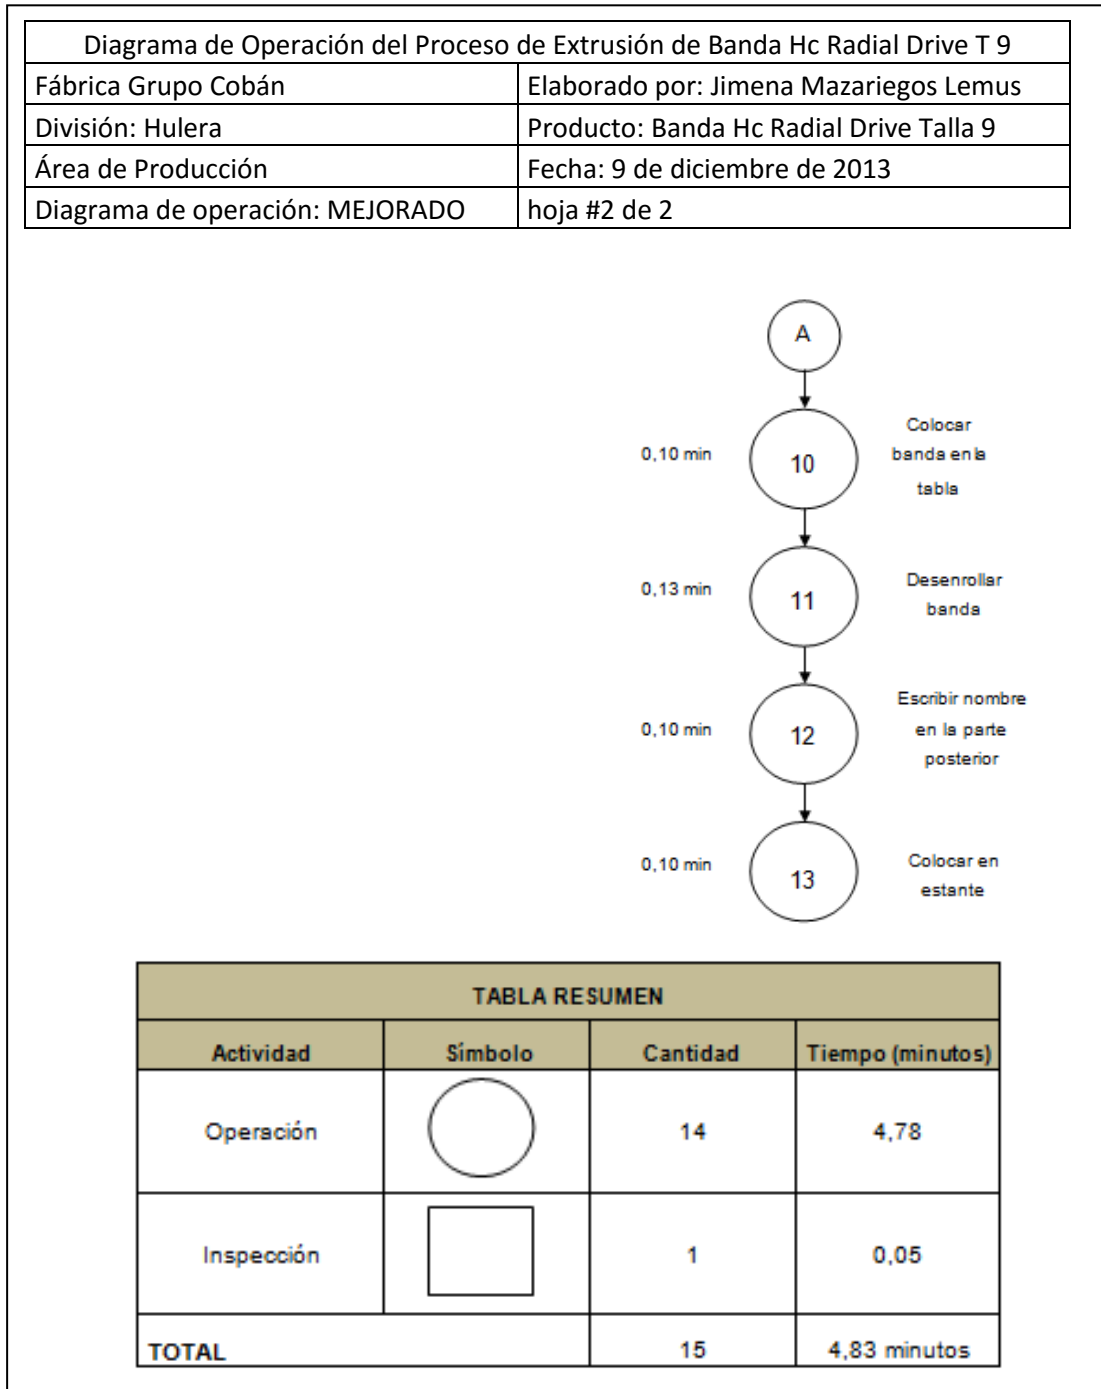 Diagrama de Operación del Proceso de Extrusión de Banda Hc Radial Drive T 9
Fábrica Grupo Cobán
Elaborado por: Jimena Mazariegos Lemus
División: Hulera
Producto: Banda Hc Radial Drive Talla 9
Área de Producción
Fecha: 9 de diciembre de 2013
Diagrama de operación: MEJORADO
hoja #2 de 2
A
0,10 min
10
Colocar
banda en la
tabla
0,13 min
11
Desenrollar
banda
0,10 min
12
Escribir nombre
en la parte
posterior
0,10 min
13
Colocar en
estante
TABLA RESUMEN
Actividad
Símbolo
Cantidad
Tiempo (minutos)
Operación
14
4,78
Inspección
1
0,05
TOTAL
15
4,83 minutos